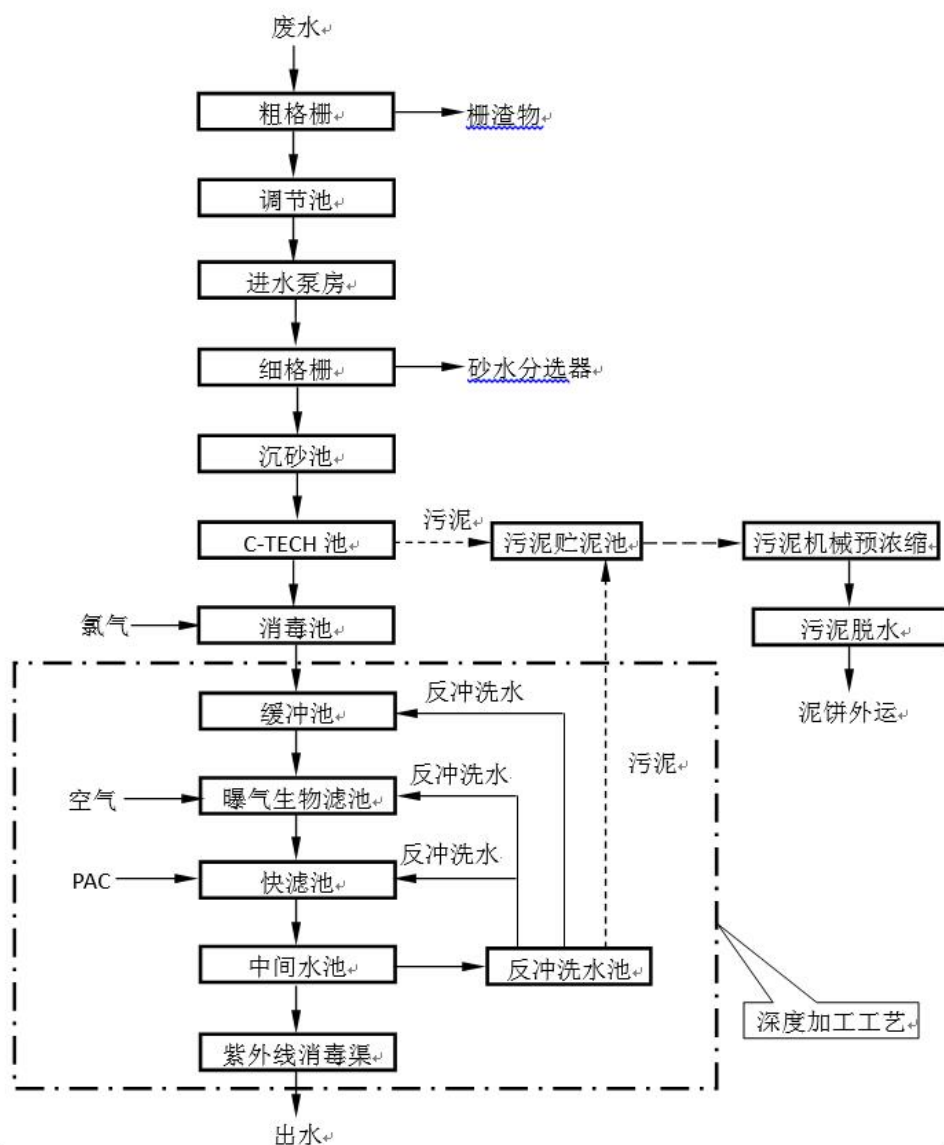 废水
粗格栅
栅渣物
调节池
进水泵房
细格栅
砂水分选器
沉砂池
污泥
C-TECH 池
污泥贮泥池
污泥机械预浓缩
氯气
消毒池
污泥脱水
反冲洗水
缓冲池
泥饼外运
污泥
反冲洗水
空气
曝气生物滤池
反冲洗水
PAC
快滤池
中间水池
反冲洗水池
深度加工工艺
紫外线消毒渠
出水